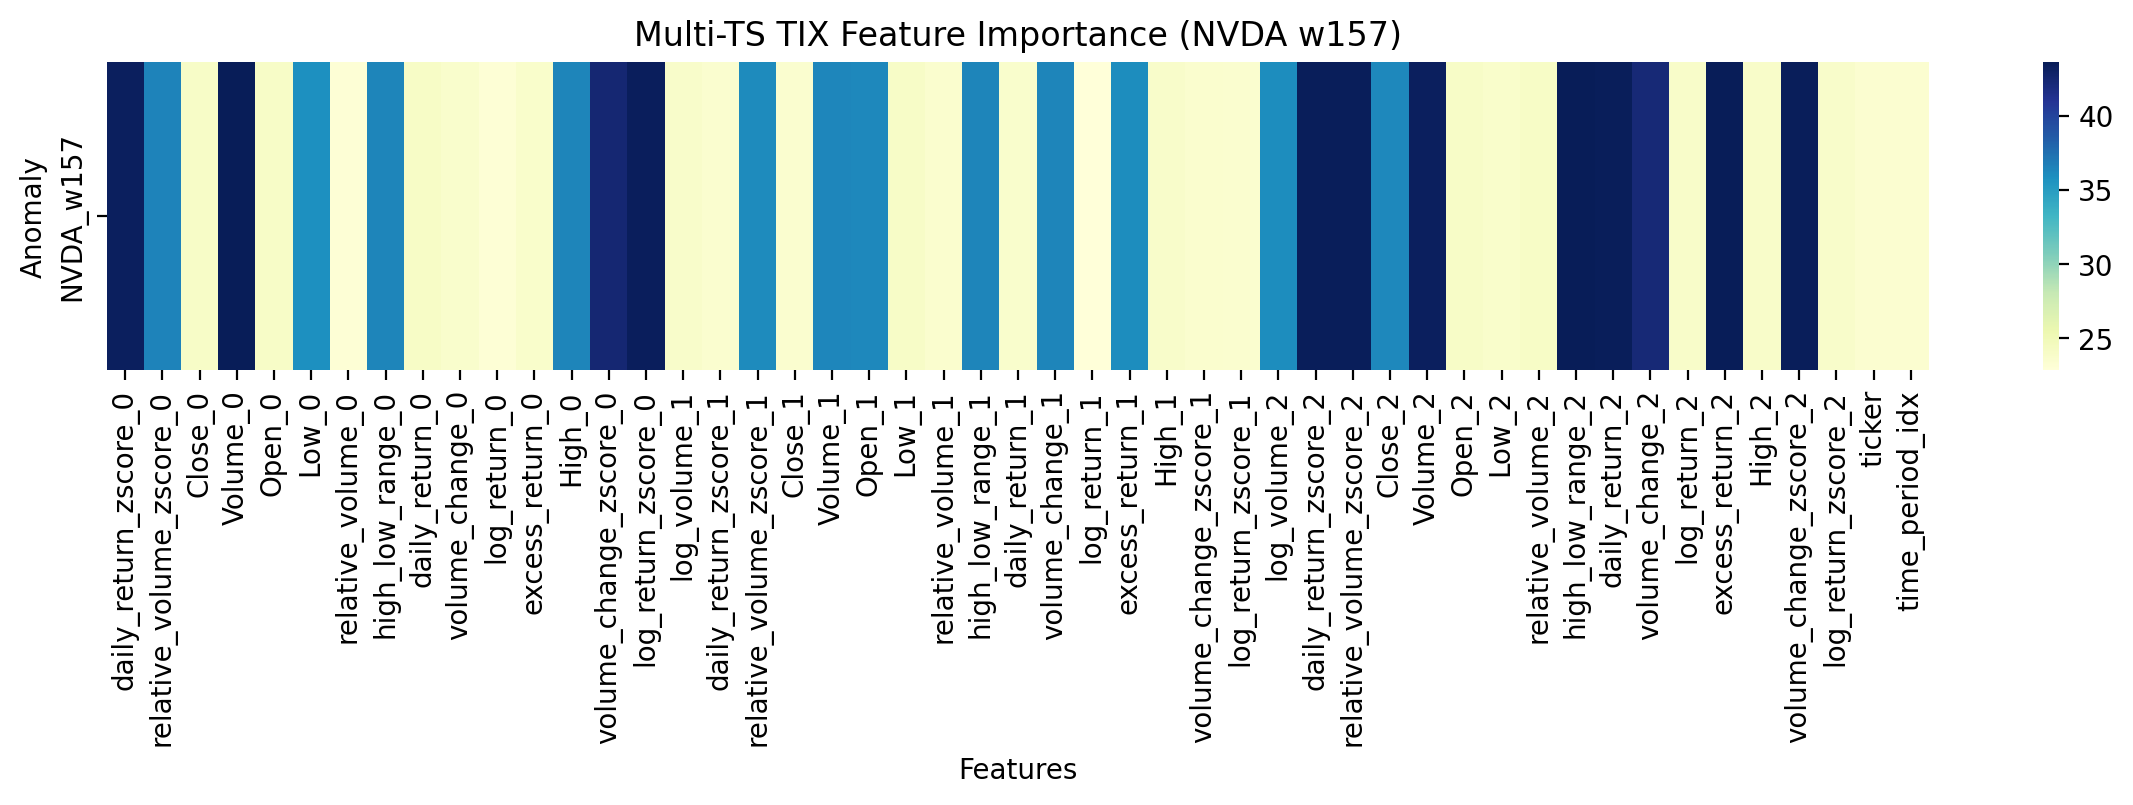 Multi-TS TIX Feature Importance (NVDA w157)
Anomaly
NVDA_w157
40
35
30
25
daily_return_zscore_0
relative_volume_zscore_0
Close_0
Volume_0
Open_0
Low_0
relative_volume_0
high_low_range_0
daily_return_0
volume_change_0
log_return_0
excess_return_0
High_0
volume_change_zscore_0
log_return_zscore_0
log_volume_1
daily_return_zscore_1
relative_volume_zscore_1
Close_1
Volume_1
Open_1
Low_1
relative_volume_1
high_low_range_1
daily_return_1
volume_change_1
log_return_1
excess_return_1
High_1
volume_change_zscore_1
log_return_zscore_1
log_volume_2
daily_return_zscore_2
relative_volume_zscore_2
Close_2
Volume_2
Open_2
Low_2
relative_volume_2
high_low_range_2
daily_return_2
volume_change_2
log_return_2
excess_return_2
High_2
volume_change_zscore_2
log_return_zscore_2
ticker
time_period_idx
Features